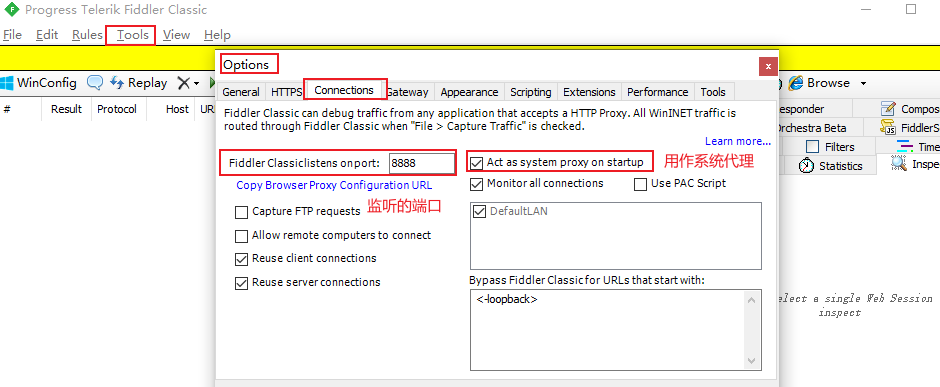 Progress Telerik Fiddler Classic
File Edit Rules Tools View Help
WinConfig Replay Browse
# Result Protocol Host
Options
General HTTPS Connections Gateway Appearance Scripting Extensions Performance Tools
Fiddler Classic can debug traffic from any application that accepts a HTTP Proxy. All WinINET traffic is
routed through Fiddler Classic when "File > Capture Traffic" is checked.
Learn more...
Fiddler Classiclistens on port: 8888
Act as system proxy on startup 用作系统代理
Copy Browser Proxy Configuration URL
监听的端口
Monitor all connections Use PAC Script
Capture FTP requests
DefaultLAN
Allow remote computers to connect
Reuse client connections
Reuse server connections
Bypass Fiddler Classic for URLs that start with:
<-loopback>
esponder Compos
rchestra Beta FiddlerS
Filters Time
Statistics Inspe
elect a single Web Session
inspect